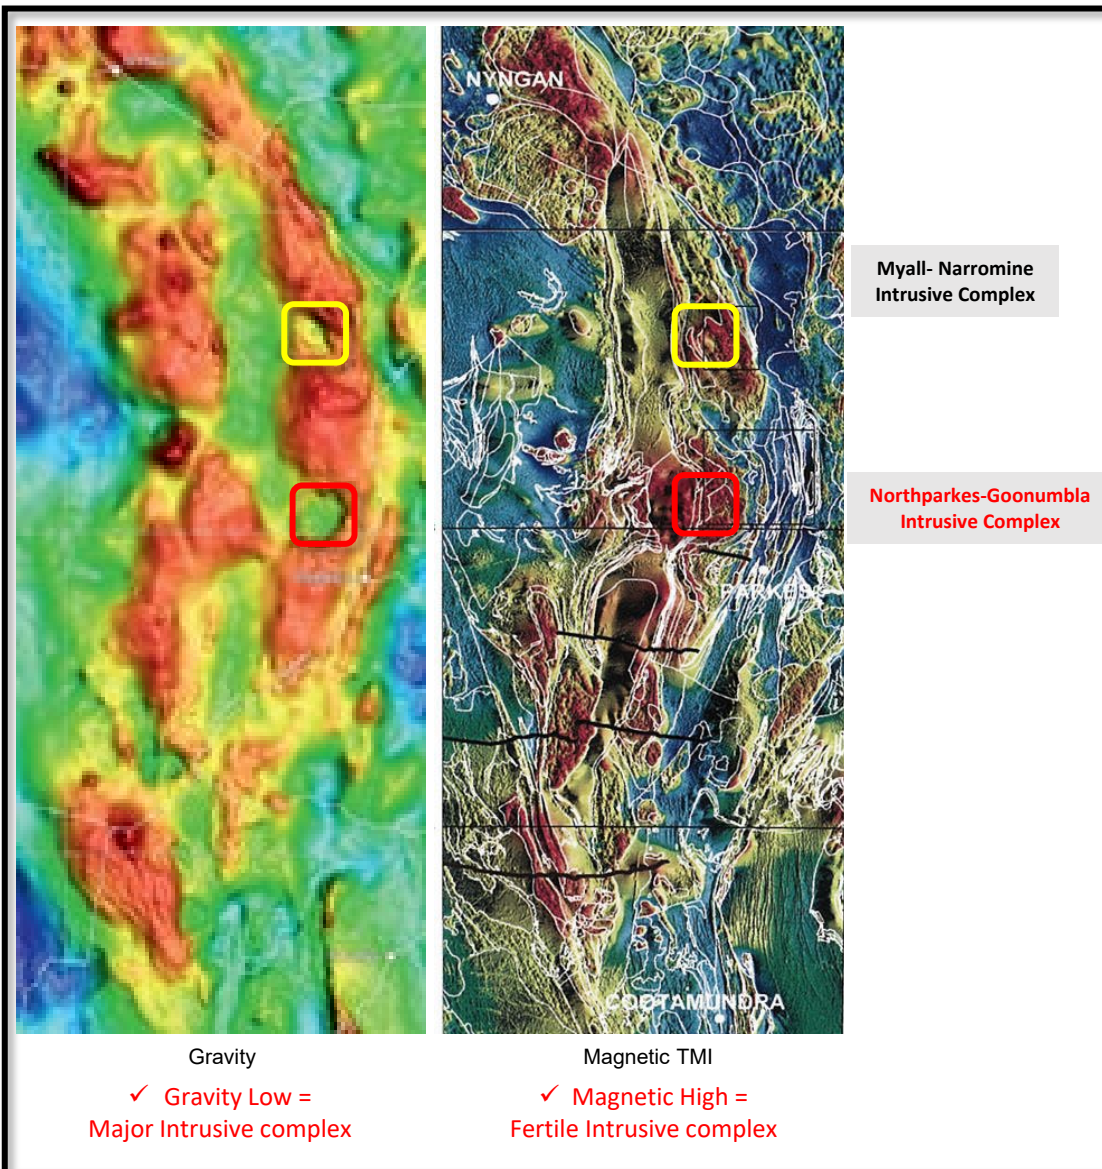 NYNGAN
Myall- Narromine
Intrusive Complex
Northparkes-Goonumbla
Intrusive Complex
PARKES
COOTAMUNDRA
Gravity
Magnetic TMI
✓ Gravity Low =
Major Intrusive complex
✓ Magnetic High =
Fertile Intrusive complex